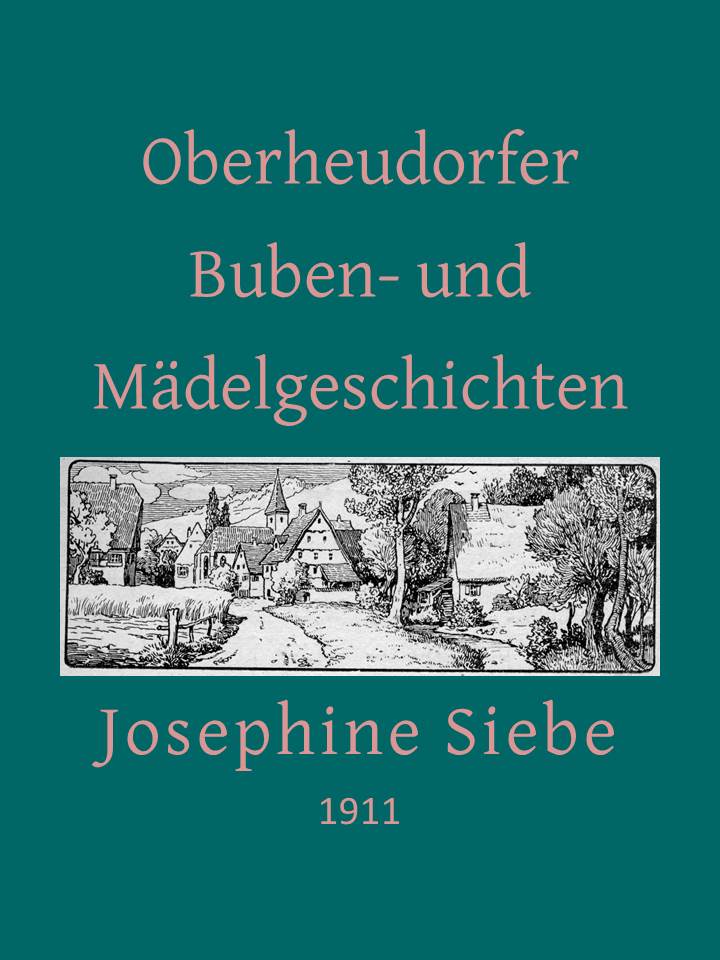 Oberheudorfer
Buben- und
Mädelgeschichten
Josephine Siebe
1911